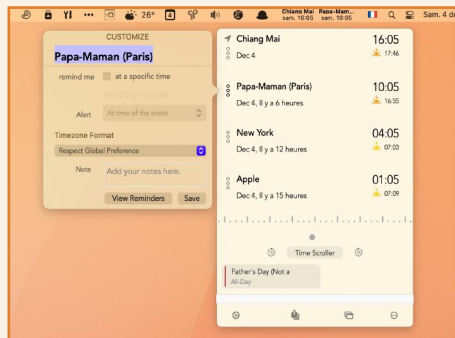 26°
4
Chiang Mai Papa-Mam...
sam. 16:05 sam. 10:05
Sam. 4 dé
CUSTOMIZE
Papa-Maman (Paris)
remind me at a specific time
Alert At time of the event
Timezone Format
Respect Global Preference
Note Add your notes here.
View Reminders Save
Chiang Mai 16:05
Dec 4 17:46
Papa-Maman (Paris) 10:05
Dec 4, Il y a 6 heures 16:55
New York 04:05
Dec 4, Il y a 12 heures 07:03
Apple 01:05
Dec 4, Il y a 15 heures 07:09
Time Scroller
Father's Day (Not a
All-Day